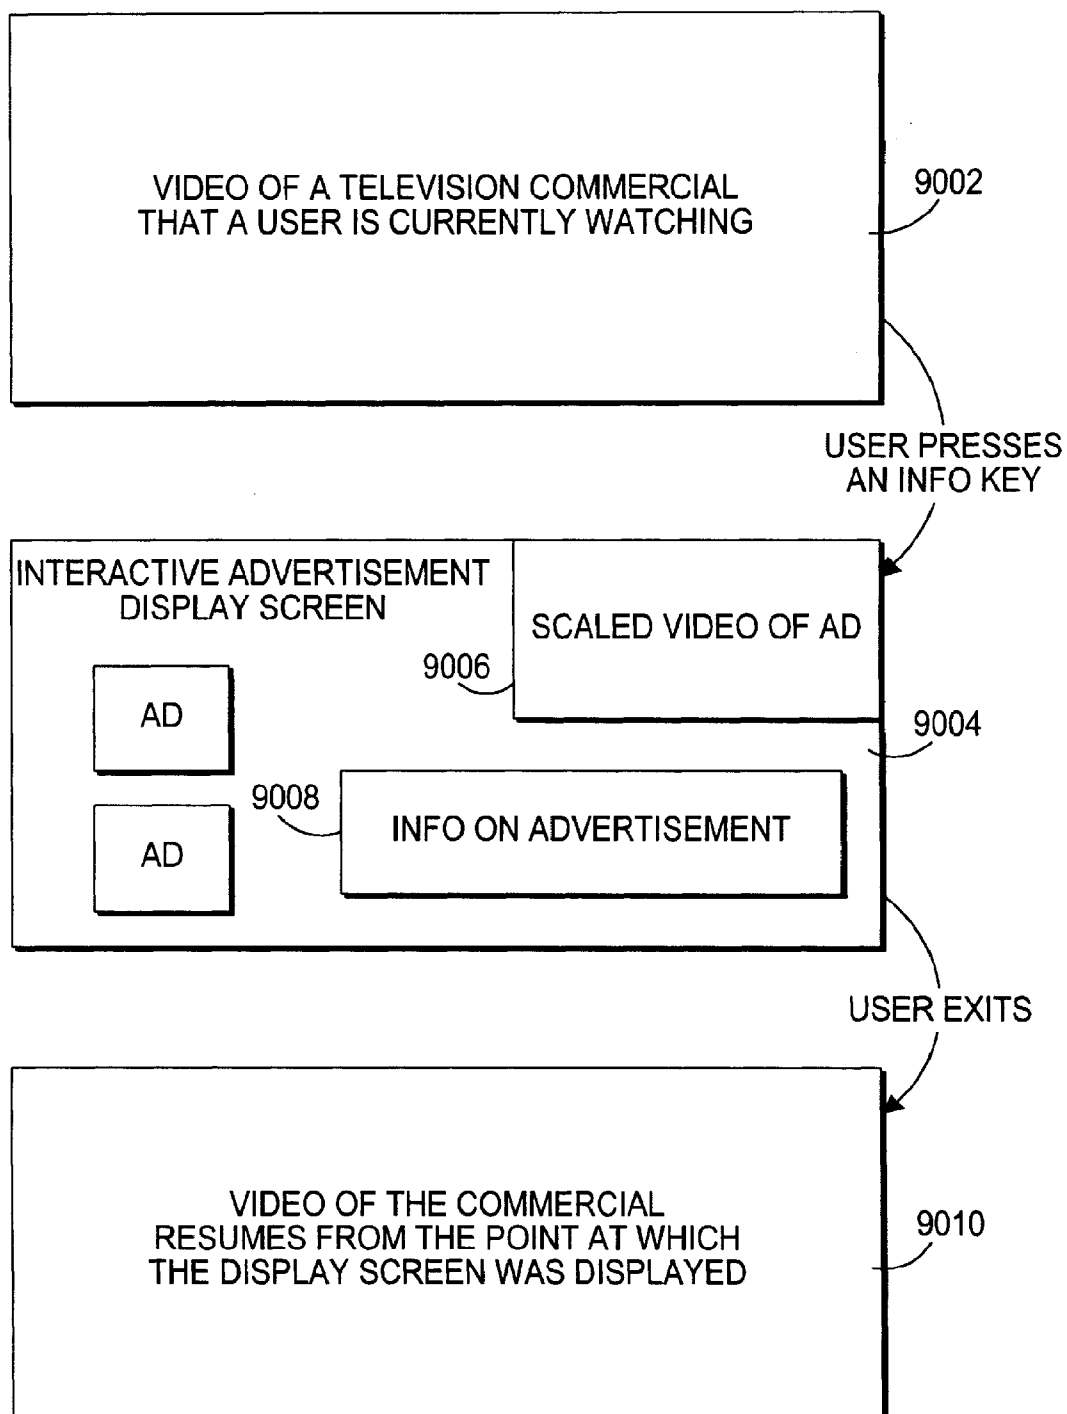 VIDEO OF A TELEVISION COMMERCIAL
THAT A USER IS CURRENTLY WATCHING
9002
USER PRESSES
AN INFO KEY
INTERACTIVE ADVERTISEMENT
DISPLAY SCREEN
SCALED VIDEO OF AD
9006
AD
9004
9008
INFO ON ADVERTISEMENT
AD
USER EXITS
VIDEO OF THE COMMERCIAL
RESUMES FROM THE POINT AT WHICH
THE DISPLAY SCREEN WAS DISPLAYED
9010